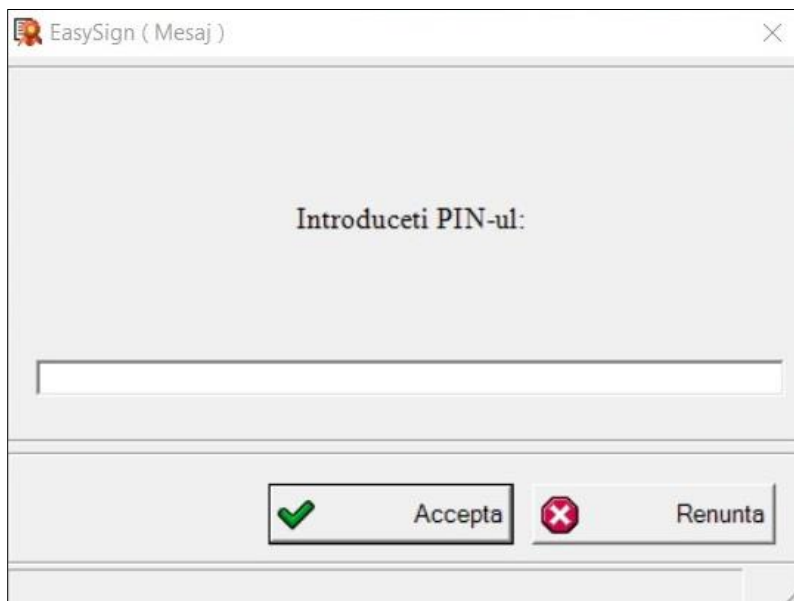 EasySign ( Mesaj )
Introduceti PIN-ul:
Accepta Renunta